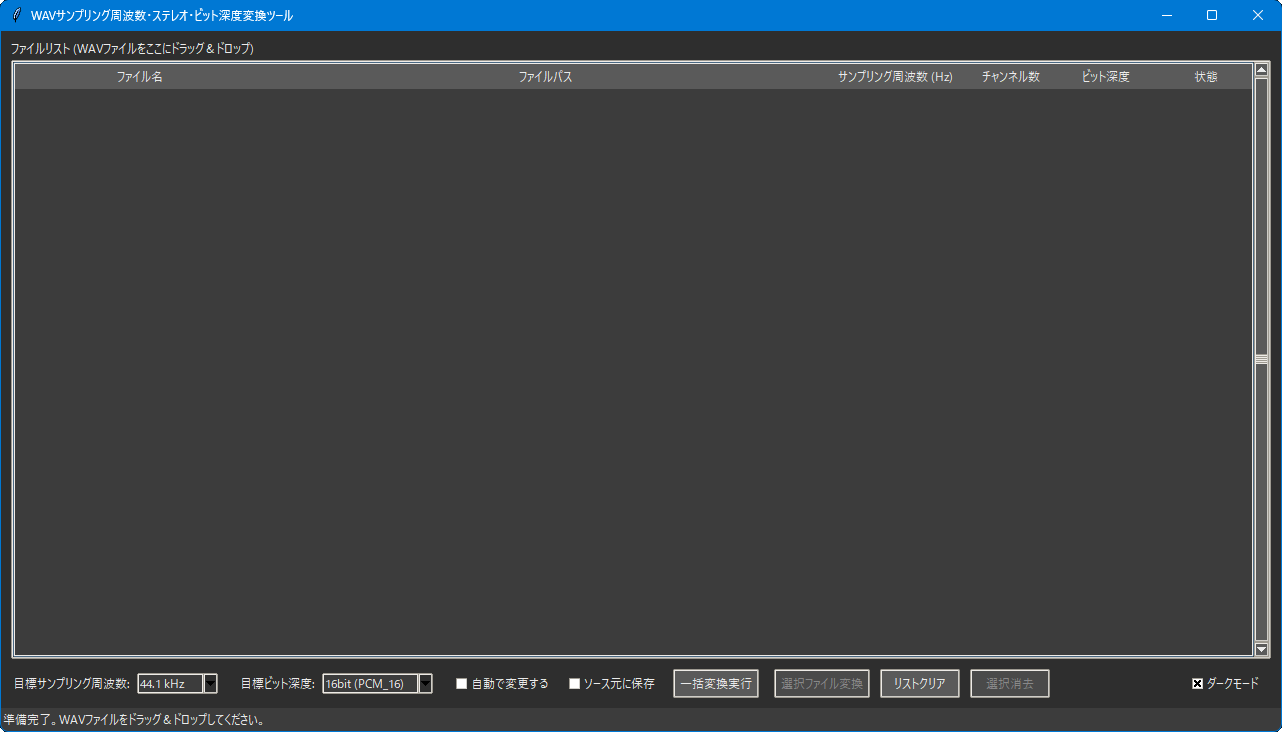 WAVサンプリング周波数・ステレオ・ビット深度変換ツール
ファイルリスト (WAVファイルをここにドラッグ＆ドロップ)
ファイル名 ファイルパス サンプリング周波数 (Hz) チャンネル数 ビット深度 状態
目標サンプリング周波数: 44.1 kHz 目標ビット深度: 16bit (PCM_16) 自動で変更する ソース元に保存 一括変換実行 選択ファイル変換 リストクリア 選択消去 ダークモード
準備完了。WAVファイルをドラッグ＆ドロップしてください。